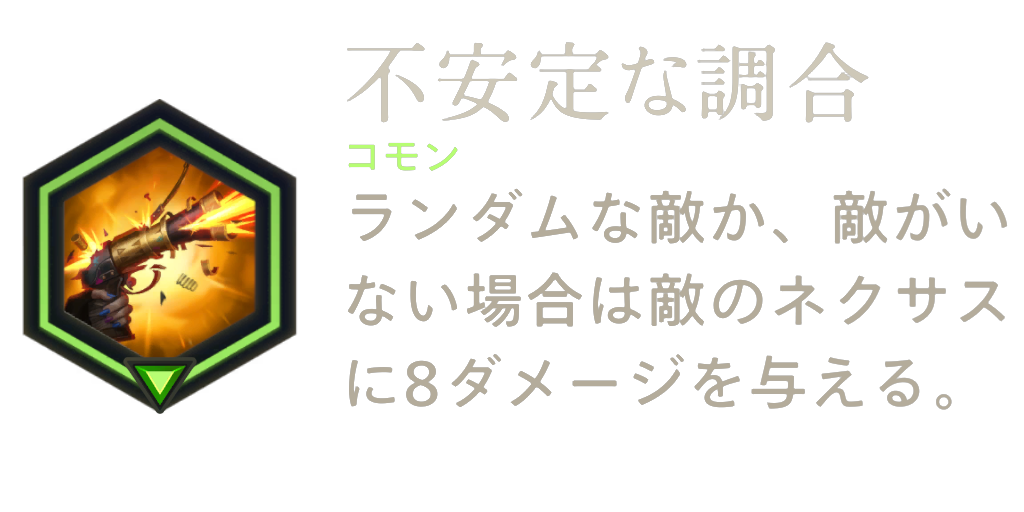 不安定な調合
コモン
ランダムな敵か、敵がい
ない場合は敵のネクサス
に8ダメージを与える。